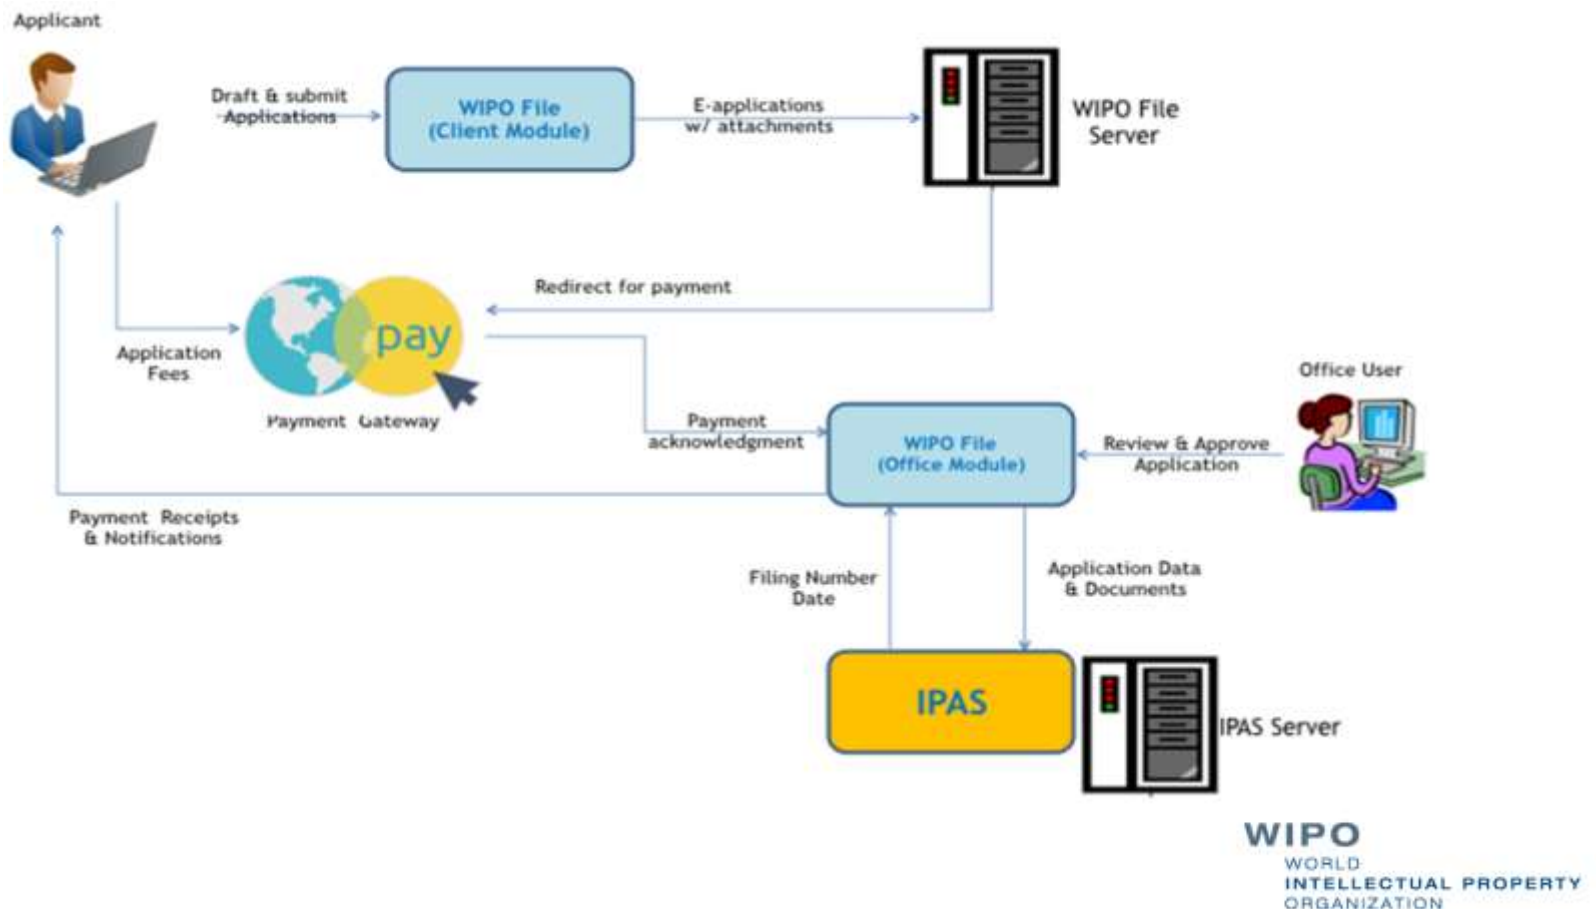 Applicant
Draft & submit
Applications
WIPO File
(Client Module)
E-applications
w/ attachments
WIPO File
Server
Redirect for payment
pay
Application
Fees
Payment Gateway
Office User
Payment
acknowledgment
WIPO File
(Office Module)
Review & Approve
Application
Payment Receipts
& Notifications
Filing Number
Date
Application Data
& Documents
IPAS
IPAS Server
WIPO
WORLD
INTELLECTUAL PROPERTY
ORGANIZATION